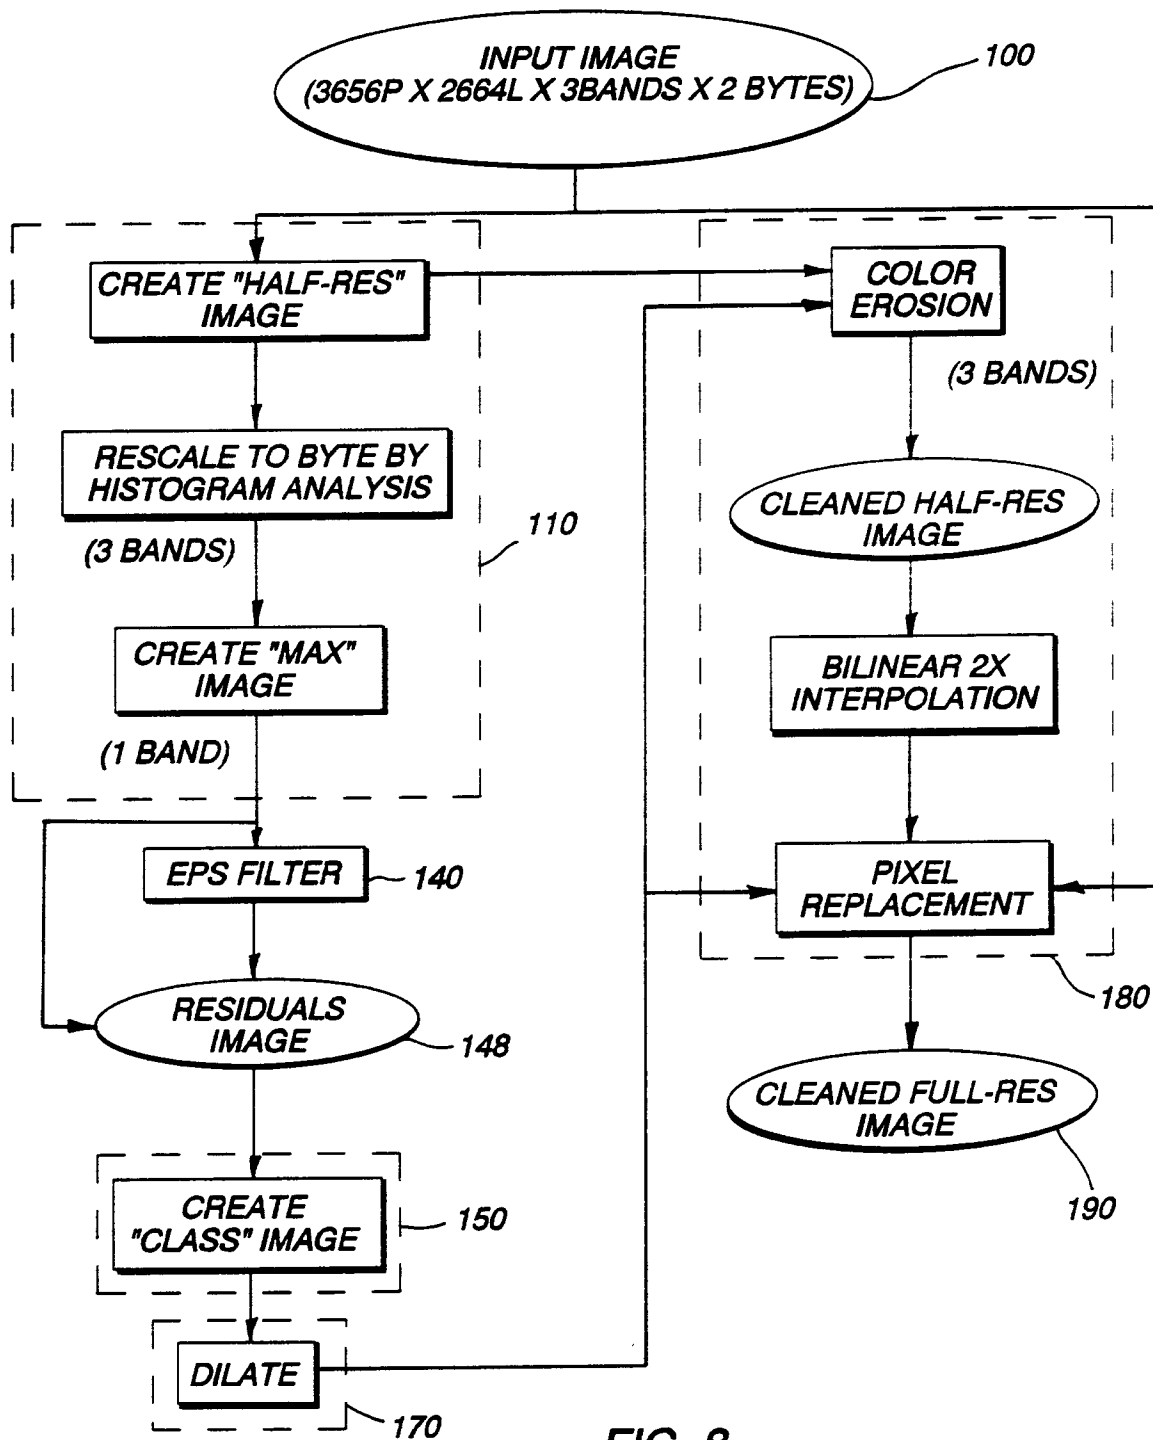 INPUT IMAGE
(3656P X 2664L X 3BANDS X 2 BYTES)
100
CREATE "HALF-RES"
IMAGE
RESCALE TO BYTE BY
HISTOGRAM ANALYSIS
(3 BANDS)
110
CREATE "MAX"
IMAGE
(1 BAND)
EPS FILTER
140
RESIDUALS
IMAGE
148
CREATE
"CLASS" IMAGE
150
DILATE
170
COLOR
EROSION
(3 BANDS)
CLEANED HALF-RES
IMAGE
BILINEAR 2X
INTERPOLATION
PIXEL
REPLACEMENT
180
CLEANED FULL-RES
IMAGE
190